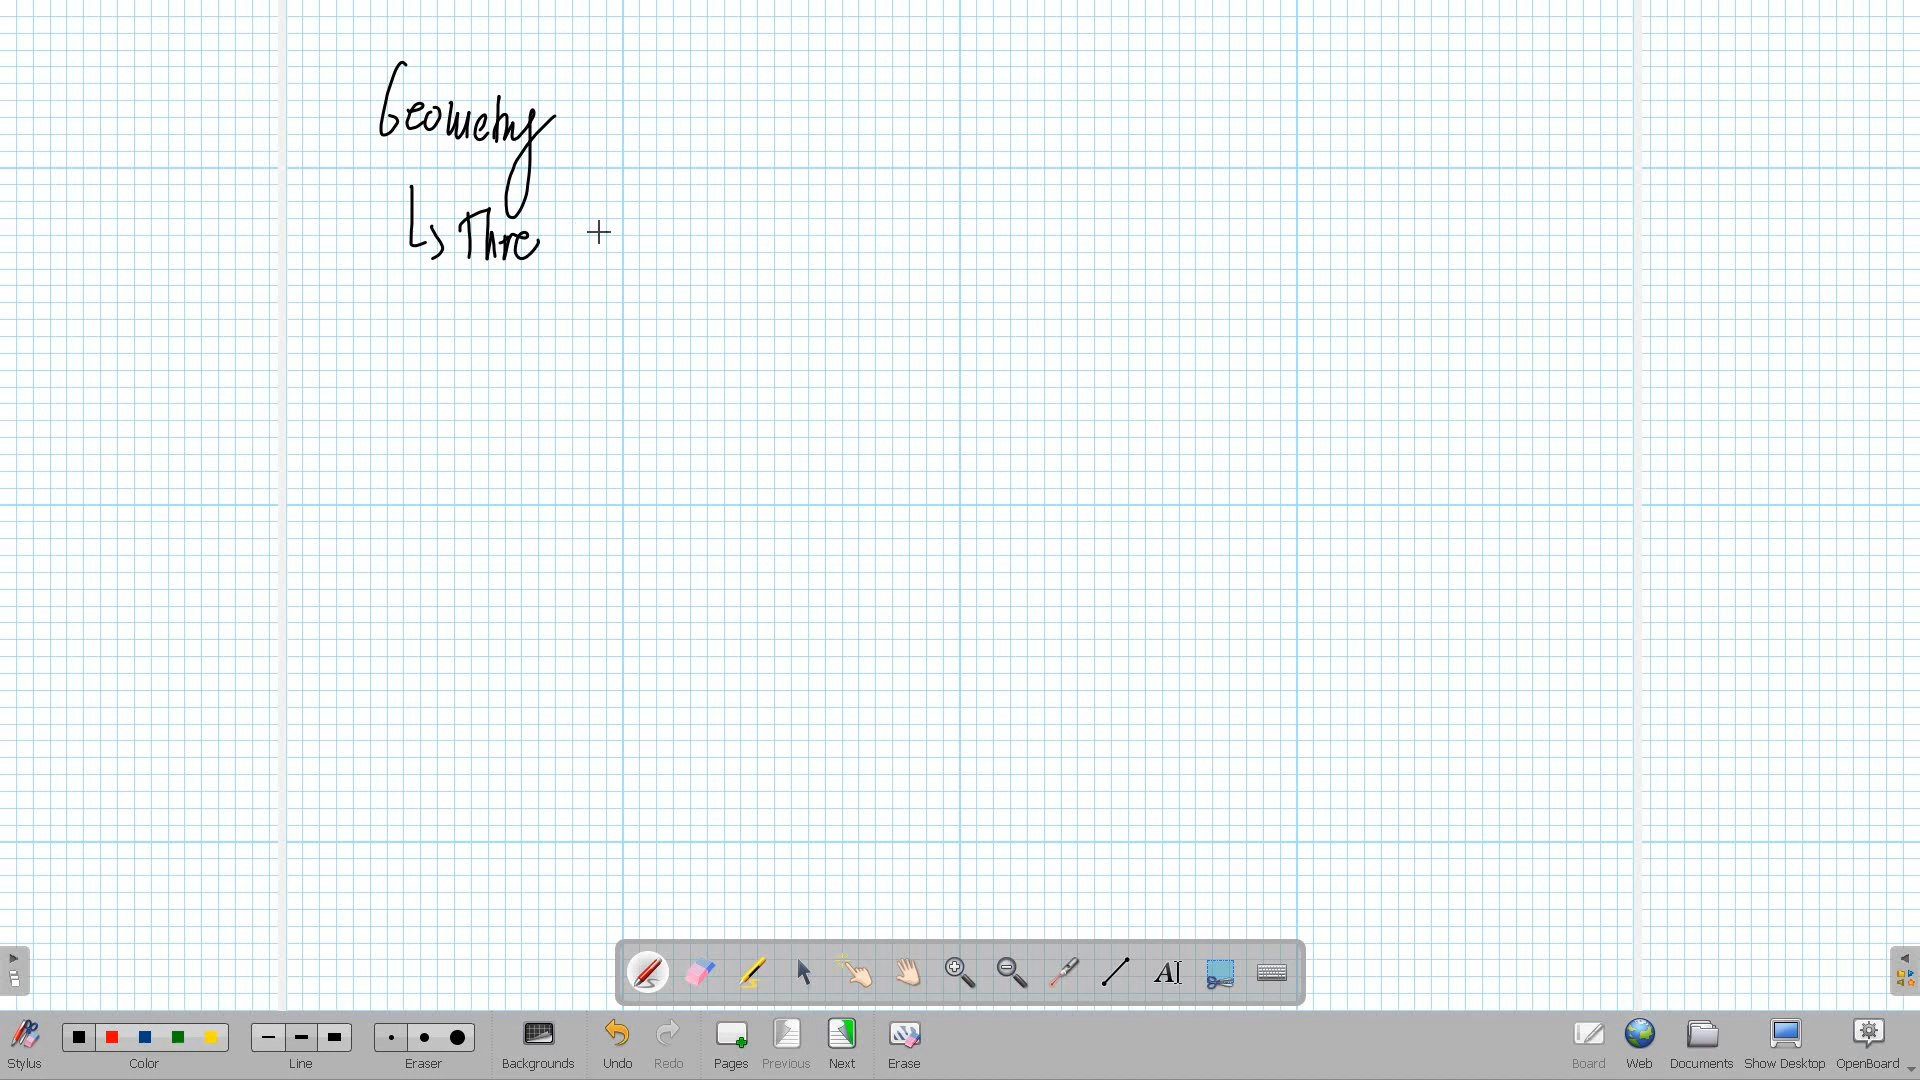 Geometry
↳ Thre
Stylus
Color
Line
Eraser
Backgrounds
Undo
Redo
Pages
Previous
Next
Erase
Board
Web
Documents
Show Desktop
OpenBoard